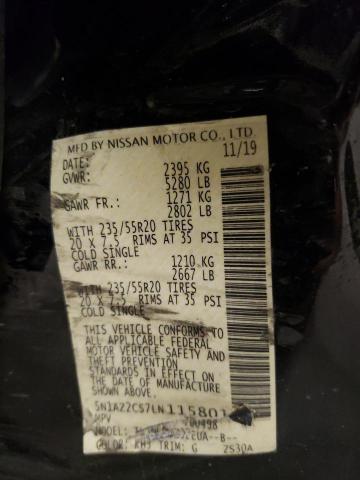 MFD BY NISSAN MOTOR CO., LTD.
DATE: 11/19
GVWR: 2395 KG
5280 LB
GAWR FR.: 1271 KG
2802 LB
WITH 235/55R20 TIRES
20 X 7.5 RIMS AT 35 PSI
COLD SINGLE
GAWR RR.: 1210 KG
2667 LB
WITH 235/55R20 TIRES
20 X 7.5 RIMS AT 35 PSI
COLD SINGLE
THIS VEHICLE CONFORMS TO
ALL APPLICABLE FEDERAL
MOTOR VEHICLE SAFETY AND
THEFT PREVENTION
STANDARDS IN EFFECT ON
THE DATE OF MANUFACTURE
SHOWN ABOVE.
5N1AZ2CS7LN115801
MPV
MODEL:
COLOR: KH3 TRIM: G 2S30A